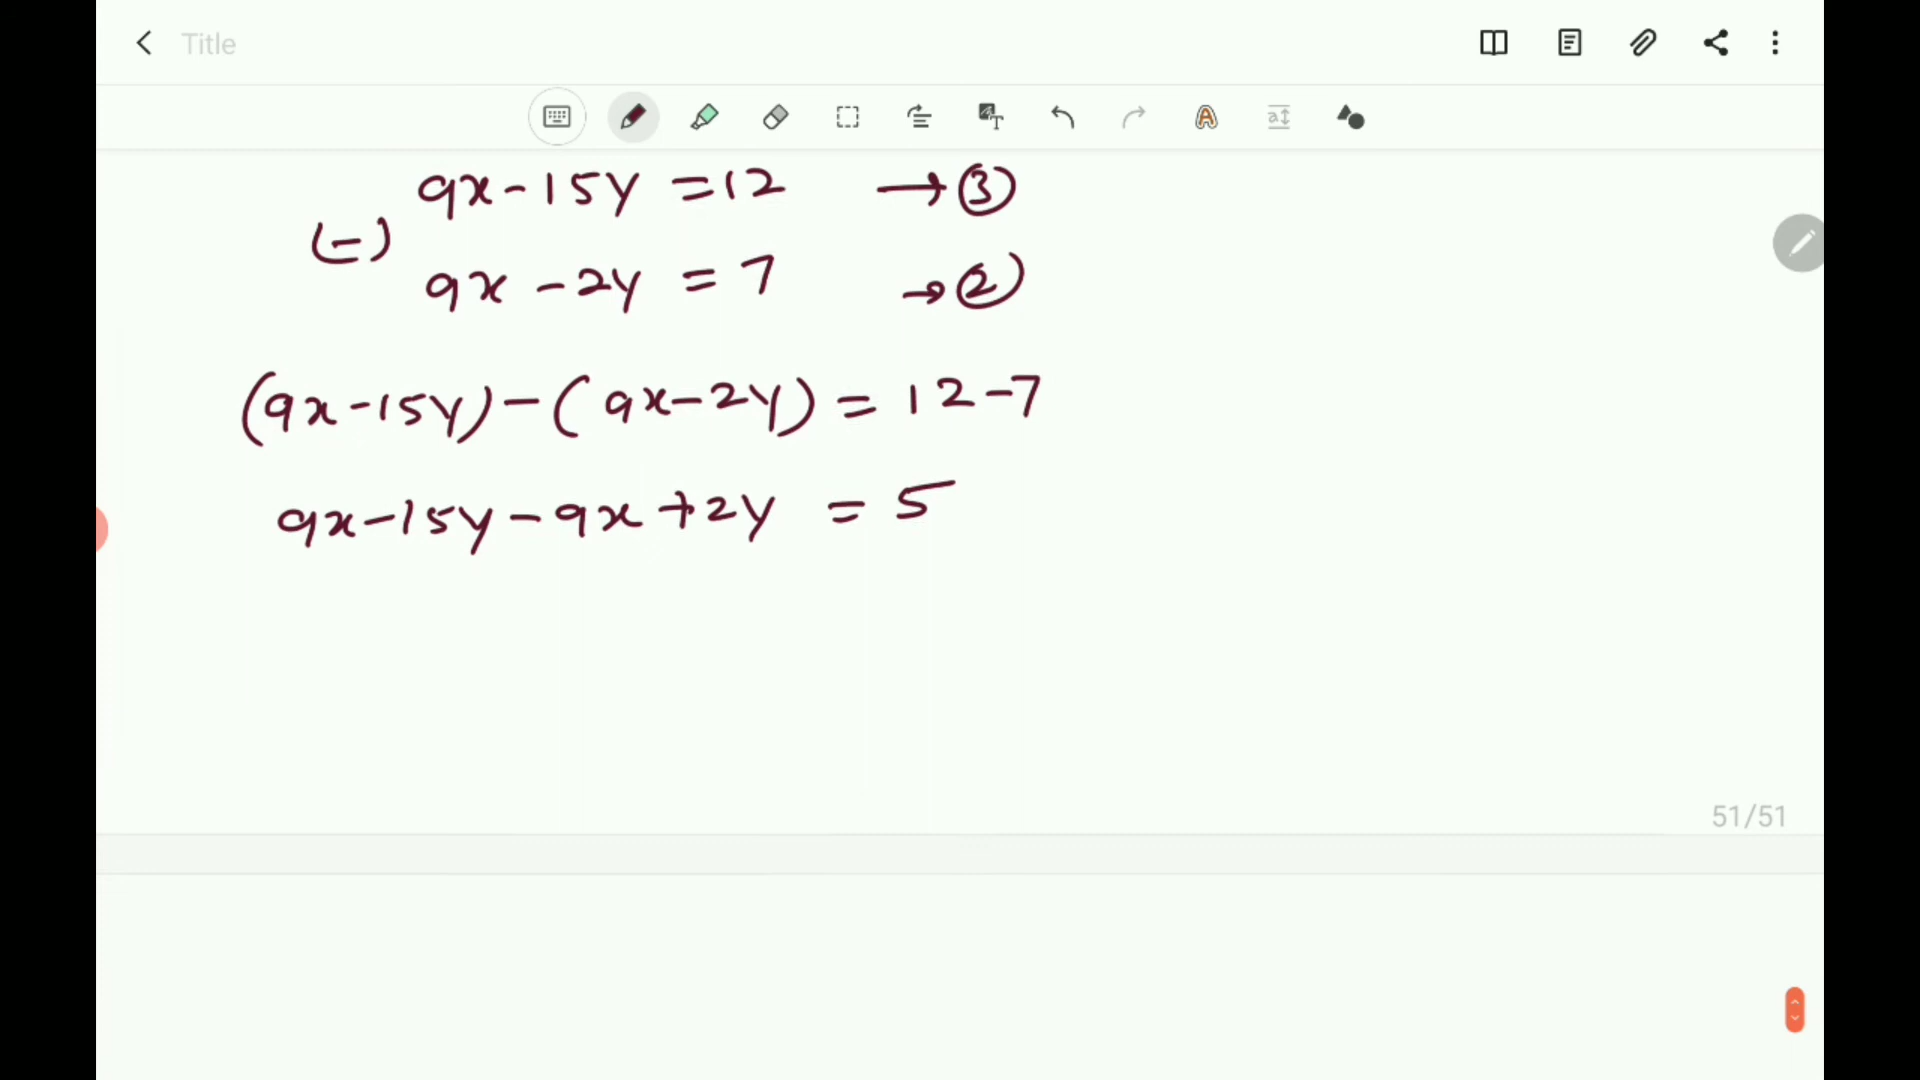 Title
9x-15y =12 →③
(-)
9x -2y = 7 →②
(9x-15y)-(9x-2y) = 12-7
9x-15y-9x+2y = 5
51/51